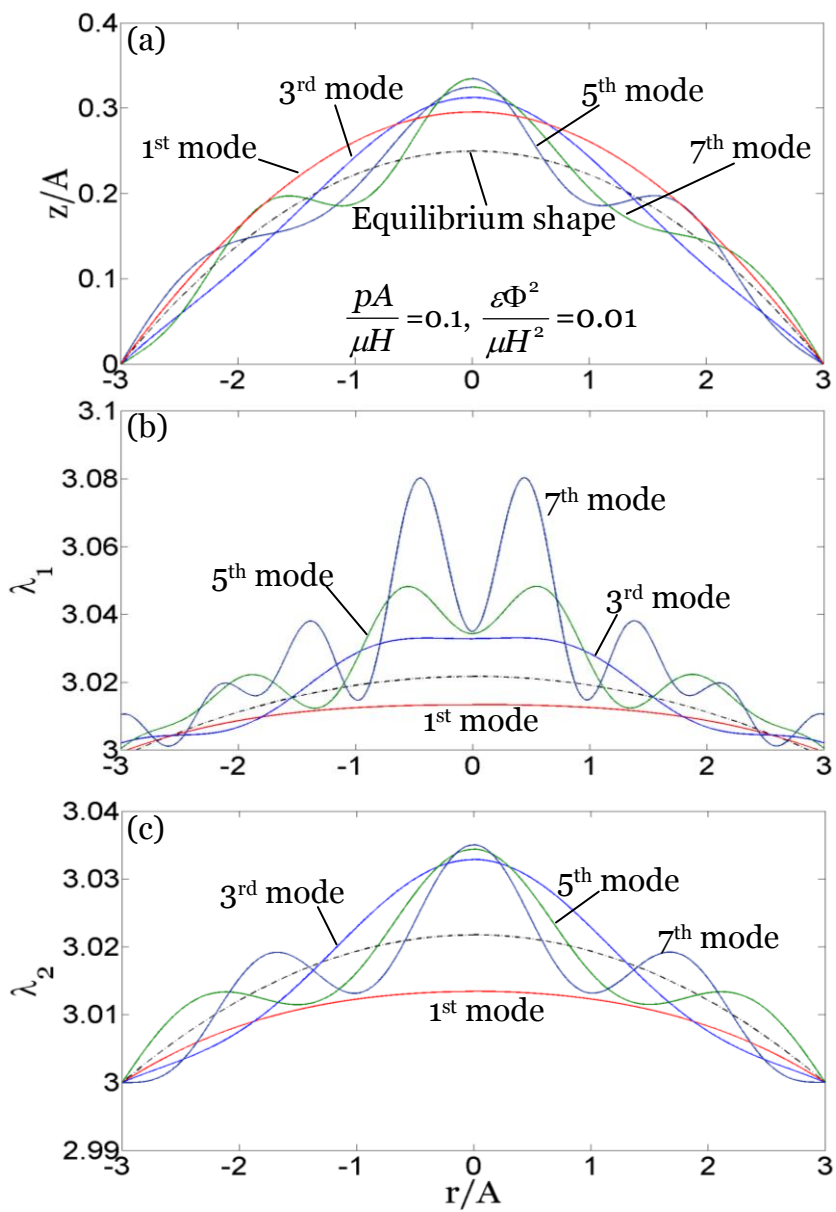 (a)
0.4
0.3
0.2
0.1
0
z/A
3rd mode
5th mode
1st mode
7th mode
Equilibrium shape
pA/μH =0.1, εΦ²/μH² =0.01
-3 -2 -1 0 1 2 3
r/A
(b)
3.1
3.08
3.06
3.04
3.02
3
λ1
7th mode
5th mode
3rd mode
1st mode
-3 -2 -1 0 1 2 3
r/A
(c)
3.04
3.03
3.02
3.01
3
2.99
λ2
3rd mode
5th mode
7th mode
1st mode
-3 -2 -1 0 1 2 3
r/A